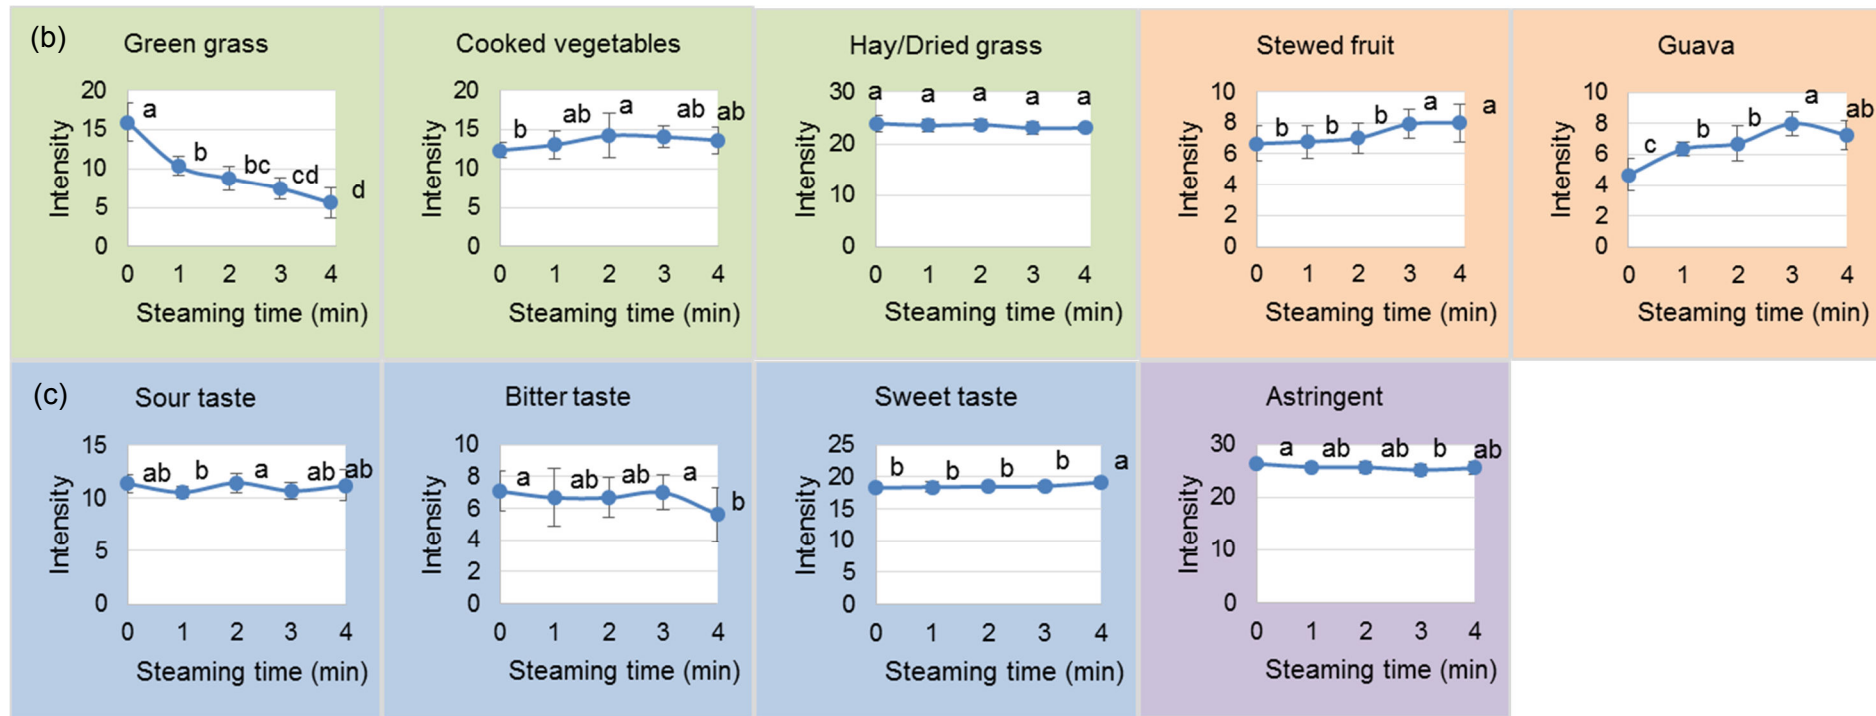 (b)
Green grass
Intensity
20
15
10
5
0
a
b
bc
cd
d
0 1 2 3 4
Steaming time (min)
Cooked vegetables
Intensity
20
15
10
5
0
b
ab
a
ab
ab
0 1 2 3 4
Steaming time (min)
Hay/Dried grass
Intensity
30
20
10
0
a
a
a
a
a
0 1 2 3 4
Steaming time (min)
Stewed fruit
Intensity
10
8
6
4
2
0
b
b
b
a
a
0 1 2 3 4
Steaming time (min)
Guava
Intensity
10
8
6
4
2
0
c
b
b
a
ab
0 1 2 3 4
Steaming time (min)
(c)
Sour taste
Intensity
15
10
5
0
ab
b
a
ab
ab
0 1 2 3 4
Steaming time (min)
Bitter taste
Intensity
10
8
6
4
2
0
a
ab
ab
a
b
0 1 2 3 4
Steaming time (min)
Sweet taste
Intensity
25
20
15
10
5
0
b
b
b
b
a
0 1 2 3 4
Steaming time (min)
Astringent
Intensity
30
20
10
0
a
ab
ab
b
ab
0 1 2 3 4
Steaming time (min)